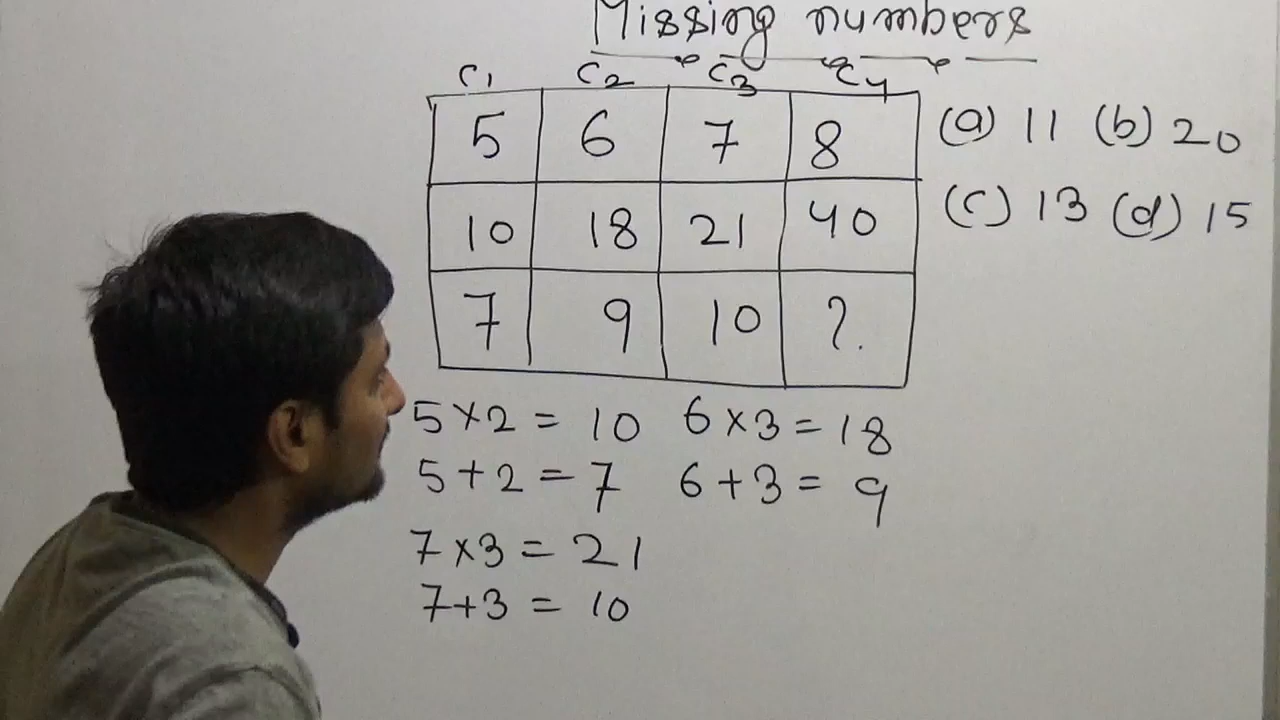 Missing numbers
C1 C2 C3 C4
5 6 7 8 (a) 11 (b) 20
10 18 21 40 (c) 13 (d) 15
7 9 10 ?
5 × 2 = 10 6 × 3 = 18
5 + 2 = 7 6 + 3 = 9
7 × 3 = 21
7 + 3 = 10